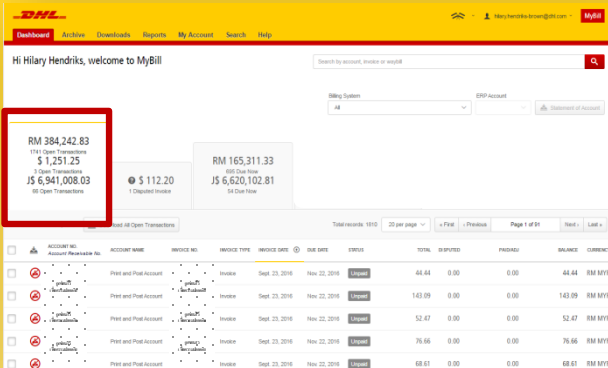 DHL
hilary.hendriks-brown@dhl.com
MyBill
Dashboard Archive Downloads Reports My Account Search Help
Hi Hilary Hendriks, welcome to MyBill
Search by account, invoice or waybill
Billing System
ERP Account
All
Statement of Account
RM 384,242.83
1741 Open Transactions
$ 1,251.25
3 Open Transactions
J$ 6,941,008.03
66 Open Transactions
$ 112.20
1 Disputed Invoice
RM 165,311.33
695 Due Now
J$ 6,620,102.81
54 Due Now
load All Open Transactions
Total records: 1810
20 per page
« First
‹ Previous
Page 1 of 91
Next ›
Last »
ACCOUNT NO. ACCOUNT NAME INVOICE NO. INVOICE TYPE INVOICE DATE DUE DATE STATUS TOTAL DISPUTED PAID/ADJ BALANCE CURRENC
Account Receivable No.
Print and Post Account Invoice Sept. 23, 2016 Nov. 22, 2016 Unpaid 44.44 0.00 0.00 44.44 RM MYR
Print and Post Account Invoice Sept. 23, 2016 Nov. 22, 2016 Unpaid 143.09 0.00 0.00 143.09 RM MYR
Print and Post Account Invoice Sept. 23, 2016 Nov. 22, 2016 Unpaid 52.47 0.00 0.00 52.47 RM MYR
Print and Post Account Invoice Sept. 23, 2016 Nov. 22, 2016 Unpaid 76.66 0.00 0.00 76.66 RM MYR
Print and Post Account Invoice Sept. 23, 2016 Nov. 22, 2016 Unpaid 68.61 0.00 0.00 68.61 RM MYR